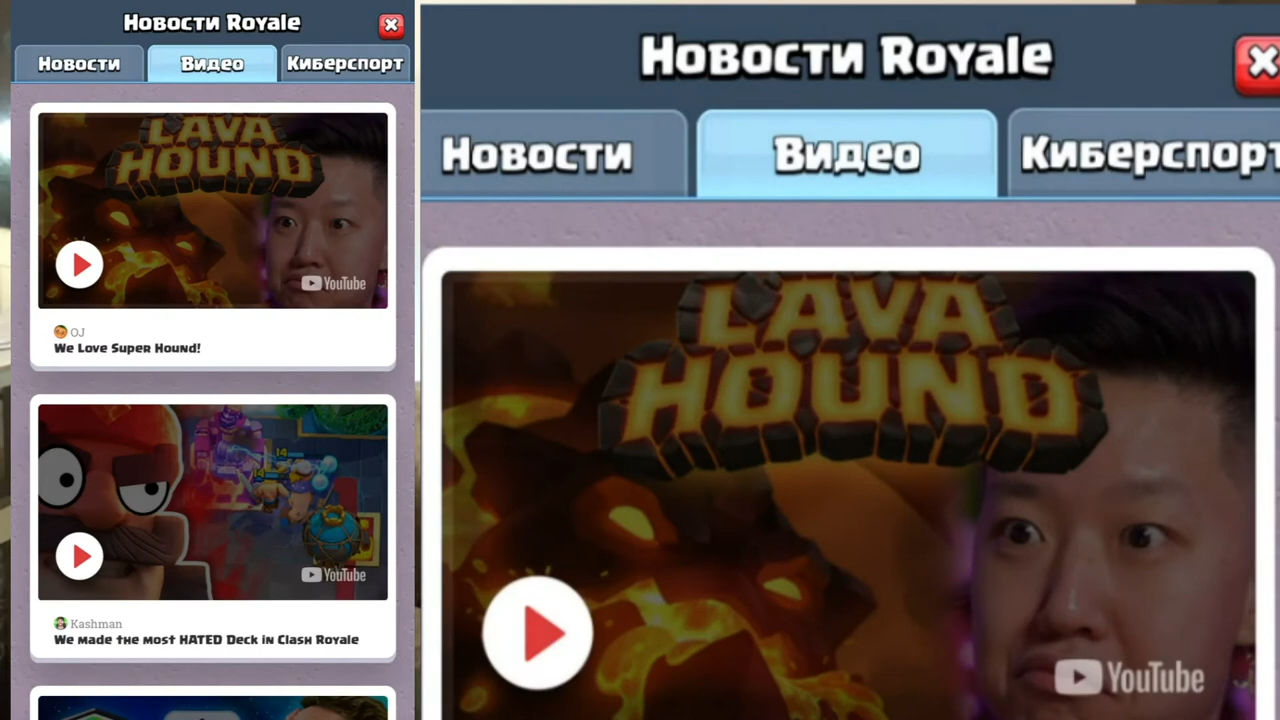 Новости Royale
Новости
Видео
Киберспорт
LAVA
HOUND
YouTube
OJ
We Love Super Hound!
14
14
YouTube
Kashman
We made the most HATED Deck in Clash Royale
Новости Royale
Новости
Видео
Киберспорт
LAVA
HOUND
YouTube